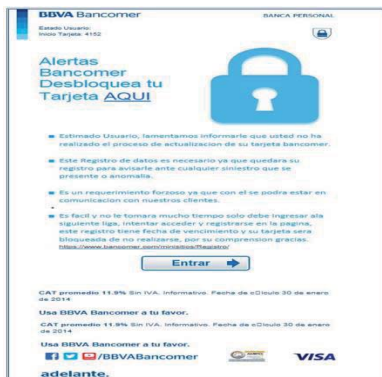 BBVA Bancomer
BANCA PERSONAL
Estado Usuario:
Inicio Tarjeta: 4152
Alertas
Bancomer
Desbloquea tu
Tarjeta AQUI
Estimado Usuario, lamentamos informarle que usted no ha
realizado el proceso de actualizacion de su tarjeta bancomer.
Este Registro de datos es necesario ya que quedara su
registro para avisarle ante cualquier siniestro que se
presente o anomalia.
Es un requerimiento forzoso ya que con el se podra estar en
comunicacion con nuestros clientes.
Es facil y no le tomara mucho tiempo solo debe ingresar ala
siguiente liga, intentar acceder y registrarse en la pagina,
este registro tiene fecha de vencimiento y su tarjeta sera
bloqueada de no realizarse, por su comprension gracias.
Entrar
CAT promedio 11.9% Sin IVA. Informativo. Fecha de c□lculo 30 de enero
de 2014
Usa BBVA Bancomer a tu favor.
CAT promedio 11.9% Sin IVA. Informativo. Fecha de c□lculo 30 de enero
de 2014
Usa BBVA Bancomer a tu favor.
/BBVABancomer
VISA
adelante.